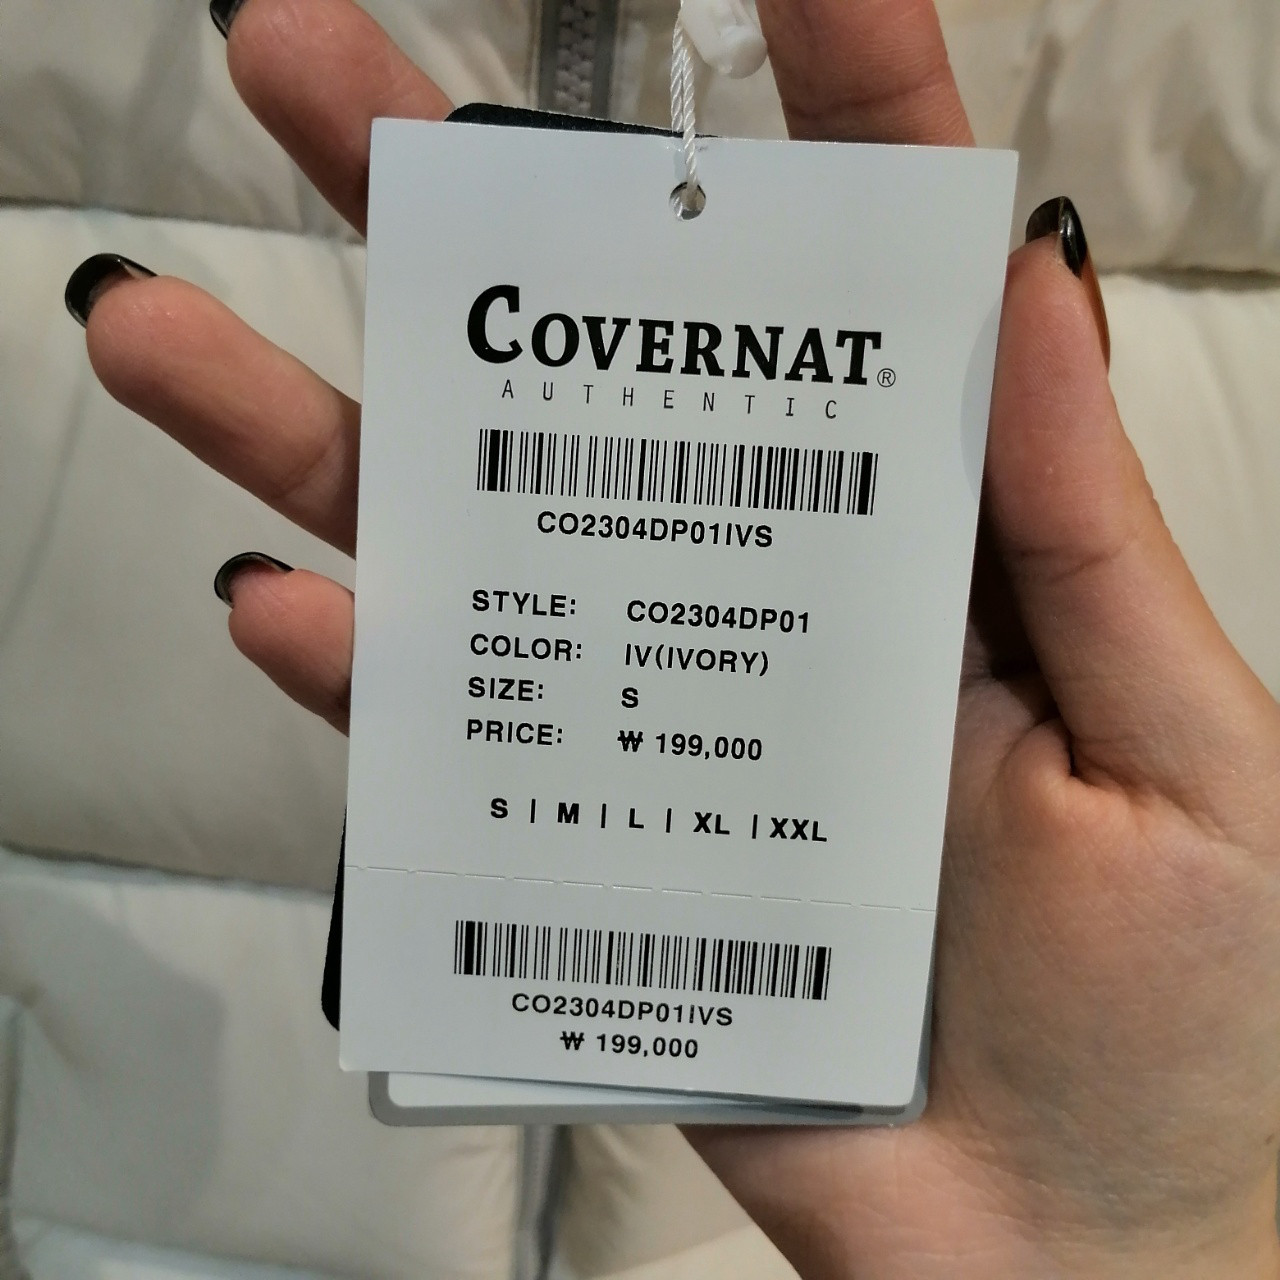 COVERNAT®
AUTHENTIC
CO2304DP01IVS
STYLE: CO2304DP01
COLOR: IV(IVORY)
SIZE: S
PRICE: ₩ 199,000
S | M | L | XL | XXL
CO2304DP01IVS
₩ 199,000